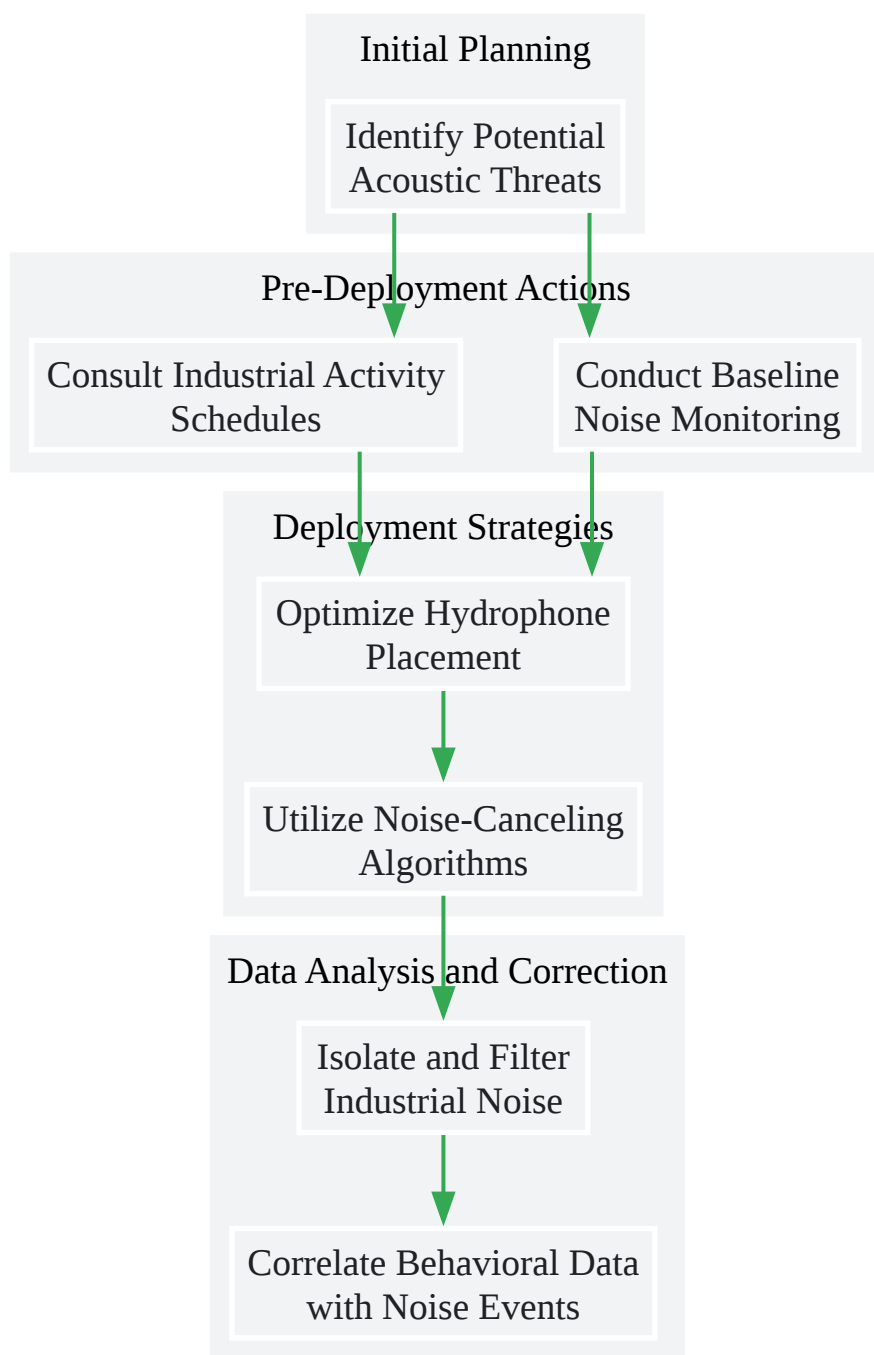 Initial Planning
Identify Potential
Acoustic Threats
Pre-Deployment Actions
Consult Industrial Activity
Schedules
Conduct Baseline
Noise Monitoring
Deployment Strategies
Optimize Hydrophone
Placement
Utilize Noise-Canceling
Algorithms
Data Analysis and Correction
Isolate and Filter
Industrial Noise
Correlate Behavioral Data
with Noise Events